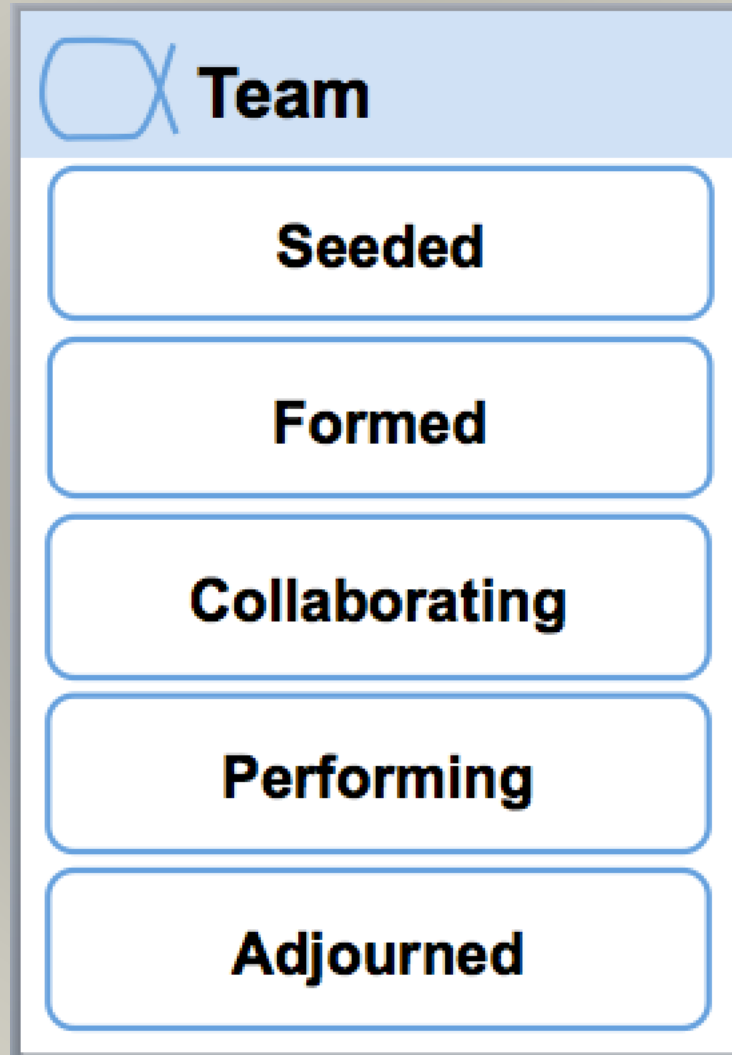 Team
Seeded
Formed
Collaborating
Performing
Adjourned